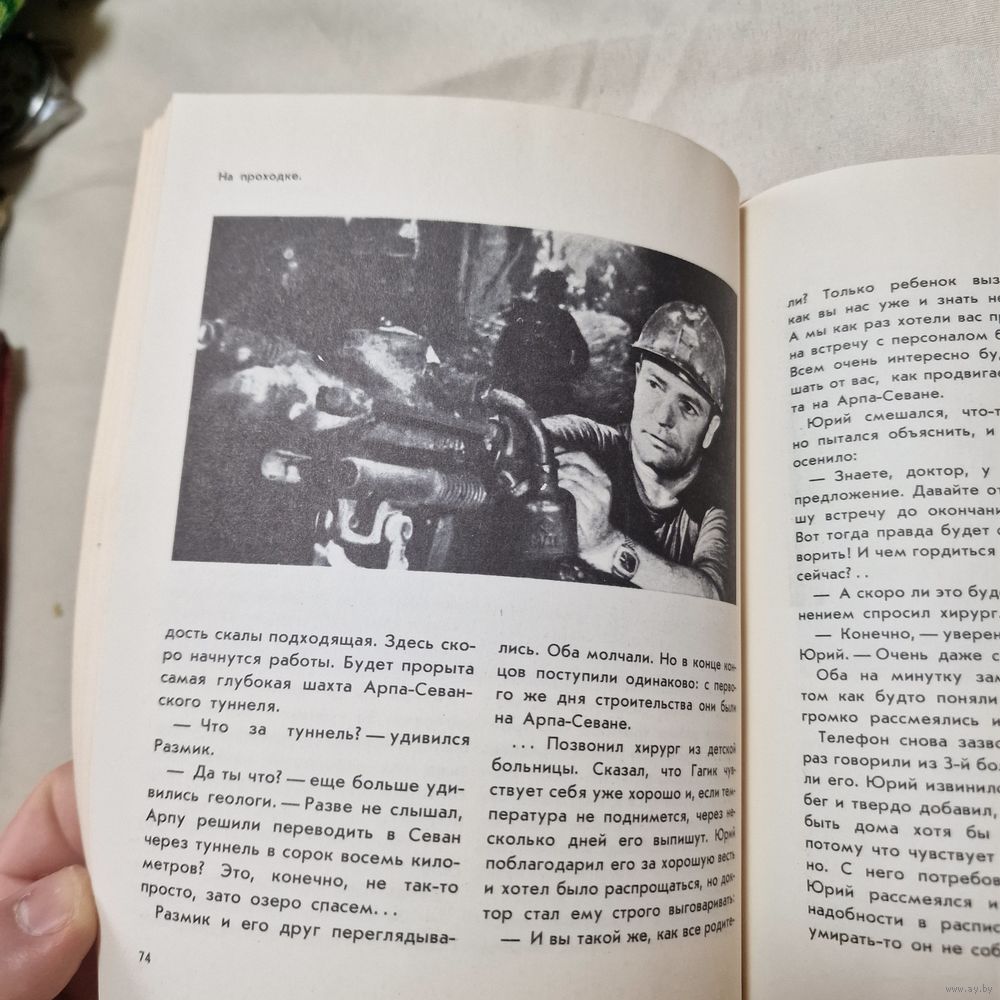 На проходке.
дость скалы подходящая. Здесь ско-
ро начнутся работы. Будет прорыта
самая глубокая шахта Арпа-Севан-
ского туннеля.
— Что за туннель? — удивился
Размик.
— Да ты что? — еще больше уди-
вились геологи. — Разве не слышал,
Арпу решили переводить в Севан
через туннель в сорок восемь кило-
метров? Это, конечно, не так-то
просто, зато озеро спасем...
Размик и его друг переглядыва-
лись. Оба молчали. Но в конце кон-
цов поступили одинаково: с перво-
го же дня строительства они были
на Арпа-Севане.
... Позвонил хирург из детской
больницы. Сказал, что Гагик чув-
ствует себя уже хорошо и, если тем-
пература не поднимется, через не-
сколько дней его выпишут. Юрий
поблагодарил его за хорошую весть
и хотел было распрощаться, но док-
тор стал ему строго выговаривать:
— И вы такой же, как все родите-
74
ли? Только ребенок выз
как вы нас уже и знать не
А мы как раз хотели вас пр
на встречу с персоналом б
Всем очень интересно буд
шать от вас, как продвигае
та на Арпа-Севане.
Юрий смешался, что-т
но пытался объяснить, и
осенило:
— Знаете, доктор, у
предложение. Давайте от
шу встречу до окончани
Вот тогда правда будет о
ворить! И чем гордиться
сейчас?..
— А скоро ли это буде
нением спросил хирург.
— Конечно, — уверен
Юрий. — Очень даже с
Оба на минутку зам
том как будто поняли
громко рассмеялись и
Телефон снова зазво
раз говорили из 3-й бол
ли его. Юрий извинилс
бег и твердо добавил,
быть дома хотя бы
потому что чувствует
но. С него потребов
Юрий рассмеялся и
надобности в распис
умирать-то он не соб
www.ay.by